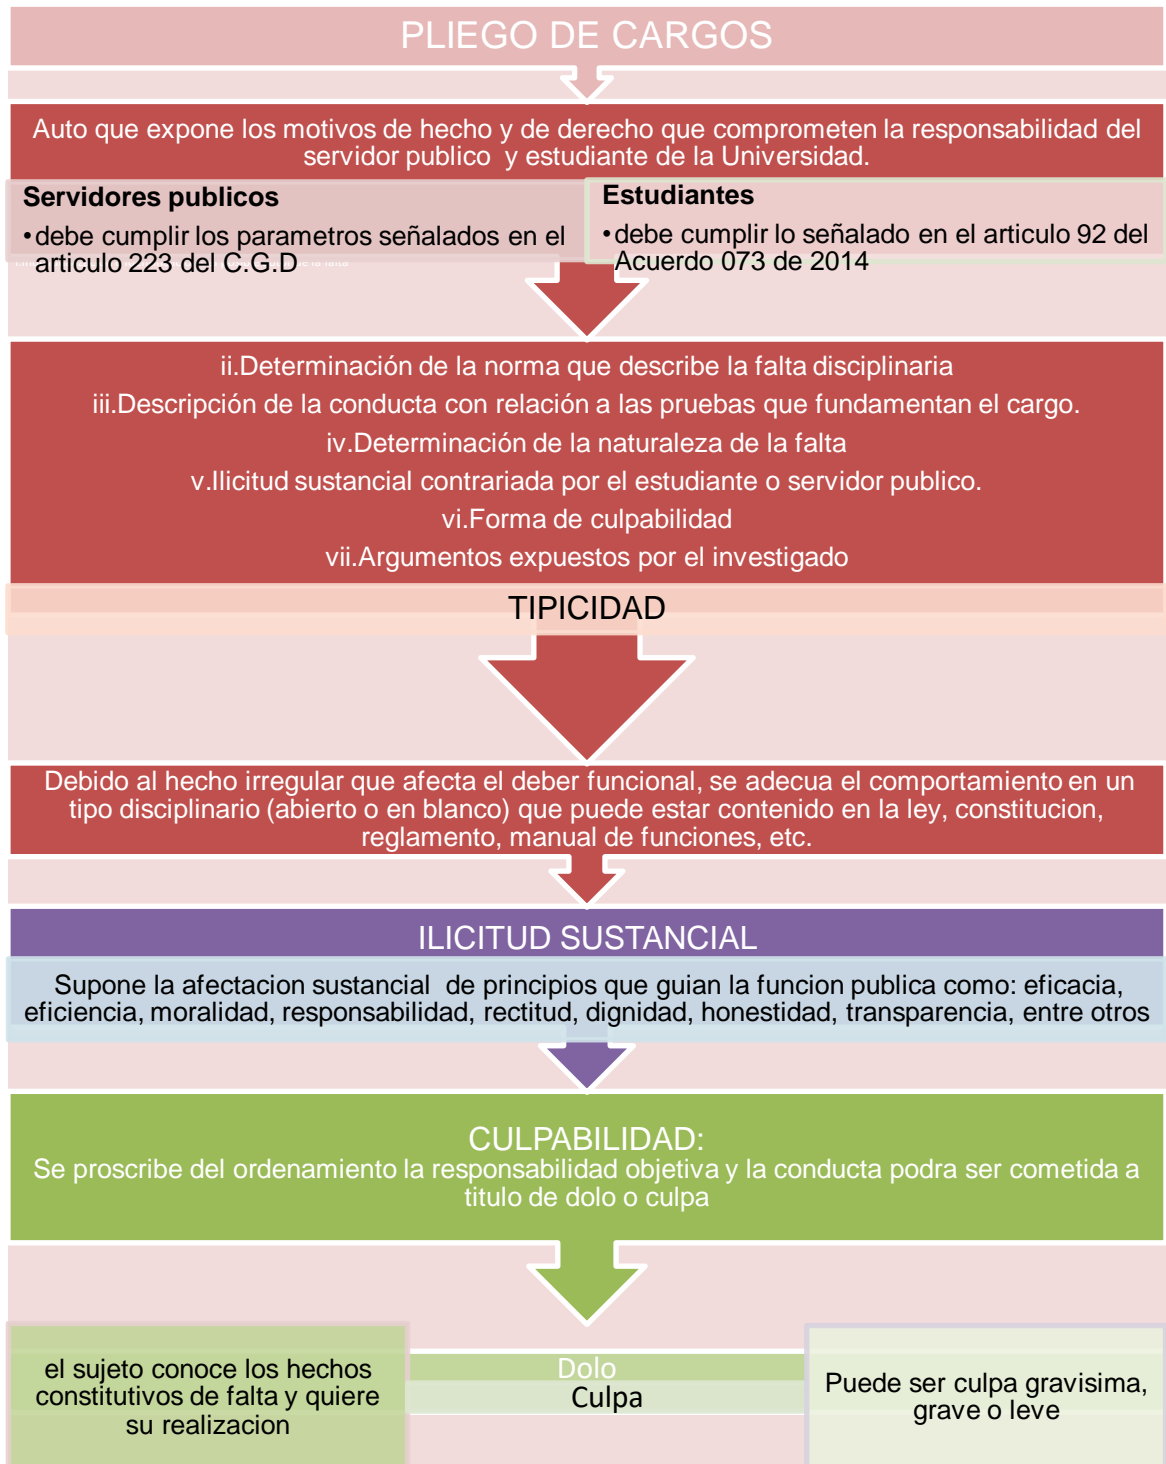 PLIEGO DE CARGOS
Auto que expone los motivos de hecho y de derecho que comprometen la responsabilidad del
servidor publico y estudiante de la Universidad.
Servidores publicos
•debe cumplir los parametros señalados en el
articulo 223 del C.G.D
de la falta
Estudiantes
•debe cumplir lo señalado en el articulo 92 del
Acuerdo 073 de 2014
ii.Determinación de la norma que describe la falta disciplinaria
iii.Descripción de la conducta con relación a las pruebas que fundamentan el cargo.
iv.Determinación de la naturaleza de la falta
v.Ilicitud sustancial contrariada por el estudiante o servidor publico.
vi.Forma de culpabilidad
vii.Argumentos expuestos por el investigado
TIPICIDAD
Debido al hecho irregular que afecta el deber funcional, se adecua el comportamiento en un
tipo disciplinario (abierto o en blanco) que puede estar contenido en la ley, constitucion,
reglamento, manual de funciones, etc.
ILICITUD SUSTANCIAL
Supone la afectacion sustancial de principios que guian la funcion publica como: eficacia,
eficiencia, moralidad, responsabilidad, rectitud, dignidad, honestidad, transparencia, entre otros
CULPABILIDAD:
Se proscribe del ordenamiento la responsabilidad objetiva y la conducta podra ser cometida a
titulo de dolo o culpa
el sujeto conoce los hechos
constitutivos de falta y quiere
su realizacion
Dolo
Culpa
Puede ser culpa gravisima,
grave o leve